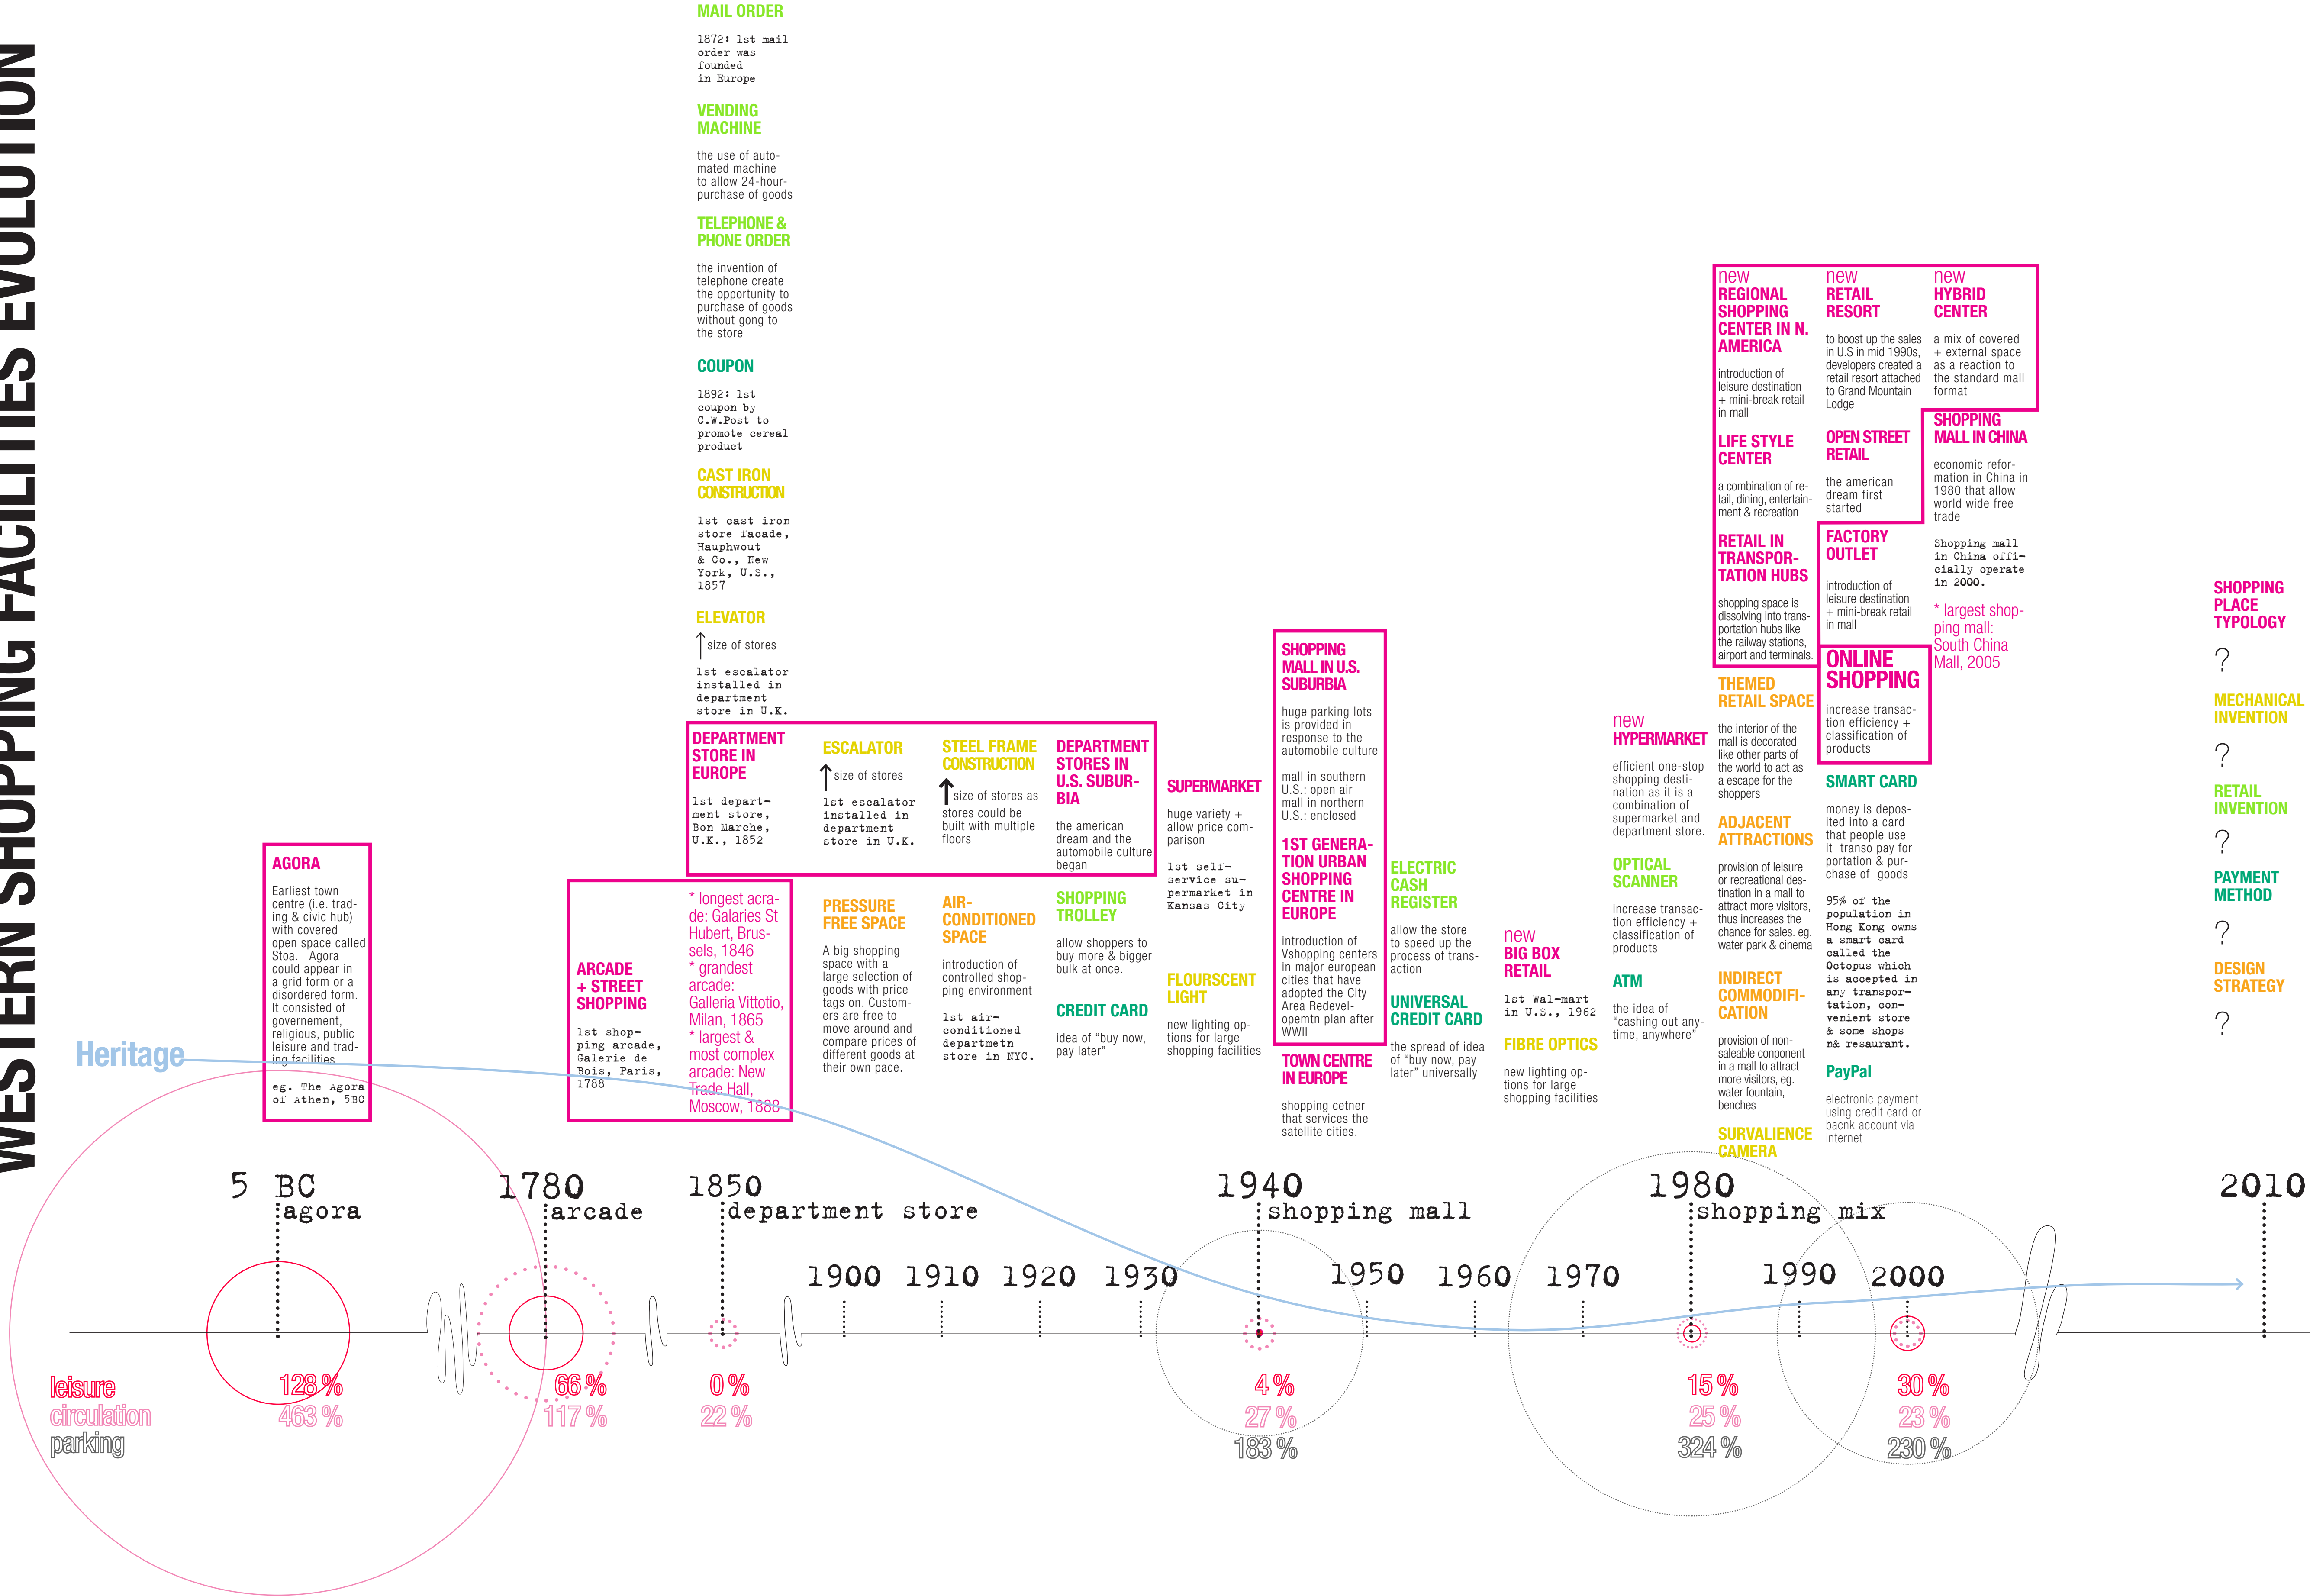 WESTERN SHOPPING FACILITIES EVOLUTION
MAIL ORDER
1872: 1st mail
order was
founded
in Europe
VENDING
MACHINE
the use of auto-
mated machine
to allow 24-hour-
purchase of goods
TELEPHONE &
PHONE ORDER
the invention of
telephone create
the opportunity to
purchase of goods
without gong to
the store
COUPON
1892: 1st
coupon by
C.W.Post to
promote cereal
product
CAST IRON
CONSTRUCTION
1st cast iron
store facade,
Hauphwout
& Co., New
York, U.S.,
1857
ELEVATOR
↑ size of stores
1st escalator
installed in
department
store in U.K.
AGORA
Earliest town
centre (i.e. trad-
ing & civic hub)
with covered
open space called
Stoa. Agora
could appear in
a grid form or a
disordered form.
It consisted of
governement,
religious, public
leisure and trad-
ing facilities
eg. The Agora
of Athen, 5BC
ARCADE
+ STREET
SHOPPING
1st shop-
ping arcade,
Galerie de
Bois, Paris,
1788
* longest acra-
de: Galaries St
Hubert, Brus-
sels, 1846
* grandest
arcade:
Galleria Vittotio,
Milan, 1865
* largest &
most complex
arcade: New
Trade Hall,
Moscow, 1888
DEPARTMENT
STORE IN
EUROPE
1st depart-
ment store,
Bon Marche,
U.K., 1852
ESCALATOR
↑ size of stores
1st escalator
installed in
department
store in U.K.
PRESSURE
FREE SPACE
A big shopping
space with a
large selection of
goods with price
tags on. Custom-
ers are free to
move around and
compare prices of
different goods at
their own pace.
STEEL FRAME
CONSTRUCTION
↑ size of stores as
stores could be
built with multiple
floors
AIR-
CONDITIONED
SPACE
introduction of
controlled shop-
ping environment
1st air-
conditioned
departmetn
store in NYC.
DEPARTMENT
STORES IN
U.S. SUBUR-
BIA
the american
dream and the
automobile culture
began
SHOPPING
TROLLEY
allow shoppers to
buy more & bigger
bulk at once.
CREDIT CARD
idea of “buy now,
pay later”
SUPERMARKET
huge variety +
allow price com-
parison
1st self-
service su-
permarket in
Kansas City
FLOURSCENT
LIGHT
new lighting op-
tions for large
shopping facilities
SHOPPING
MALL IN U.S.
SUBURBIA
huge parking lots
is provided in
response to the
automobile culture
mall in southern
U.S.: open air
mall in northern
U.S.: enclosed
1ST GENERA-
TION URBAN
SHOPPING
CENTRE IN
EUROPE
introduction of
Vshopping centers
in major european
cities that have
adopted the City
Area Redevel-
opemtn plan after
WWII
TOWN CENTRE
IN EUROPE
shopping cetner
that services the
satellite cities.
ELECTRIC
CASH
REGISTER
allow the store
to speed up the
process of trans-
action
UNIVERSAL
CREDIT CARD
the spread of idea
of “buy now, pay
later” universally
new
BIG BOX
RETAIL
1st Wal-mart
in U.S., 1962
FIBRE OPTICS
new lighting op-
tions for large
shopping facilities
new
HYPERMARKET
efficient one-stop
shopping desti-
nation as it is a
combination of
supermarket and
department store.
OPTICAL
SCANNER
increase transac-
tion efficiency +
classification of
products
ATM
the idea of
“cashing out any-
time, anywhere”
new
REGIONAL
SHOPPING
CENTER IN N.
AMERICA
introduction of
leisure destination
+ mini-break retail
in mall
LIFE STYLE
CENTER
a combination of re-
tail, dining, entertain-
ment & recreation
RETAIL IN
TRANSPOR-
TATION HUBS
shopping space is
dissolving into trans-
portation hubs like
the railway stations,
airport and terminals.
THEMED
RETAIL SPACE
the interior of the
mall is decorated
like other parts of
the world to act as
a escape for the
shoppers
ADJACENT
ATTRACTIONS
provision of leisure
or recreational des-
tination in a mall to
attract more visitors,
thus increases the
chance for sales. eg.
water park & cinema
INDIRECT
COMMODIFI-
CATION
provision of non-
saleable conponent
in a mall to attract
more visitors, eg.
water fountain,
benches
SURVALIENCE
CAMERA
new
RETAIL
RESORT
to boost up the sales
in U.S in mid 1990s,
developers created a
retail resort attached
to Grand Mountain
Lodge
OPEN STREET
RETAIL
the american
dream first
started
FACTORY
OUTLET
introduction of
leisure destination
+ mini-break retail
in mall
ONLINE
SHOPPING
increase transac-
tion efficiency +
classification of
products
SMART CARD
money is depos-
ited into a card
that people use
it transo pay for
portation & pur-
chase of goods
95% of the
population in
Hong Kong owns
a smart card
called the
Octopus which
is accepted in
any transpor-
tation, con-
venient store
& some shops
n& resaurant.
PayPal
electronic payment
using credit card or
bacnk account via
internet
new
HYBRID
CENTER
a mix of covered
+ external space
as a reaction to
the standard mall
format
SHOPPING
MALL IN CHINA
economic refor-
mation in China in
1980 that allow
world wide free
trade
Shopping mall
in China offi-
cially operate
in 2000.
* largest shop-
ping mall:
South China
Mall, 2005
SHOPPING
PLACE
TYPOLOGY
?
MECHANICAL
INVENTION
?
RETAIL
INVENTION
?
PAYMENT
METHOD
?
DESIGN
STRATEGY
?
Heritage
5 BC
agora
1780
arcade
1850
department store
1940
shopping mall
1980
shopping mix
2010
1900 1910 1920 1930 1950 1960 1970 1990 2000
leisure 128 % 66 % 0 % 4 % 15 % 30 %
circulation 463 % 117 % 22 % 27 % 25 % 23 %
parking 183 % 324 % 230 %